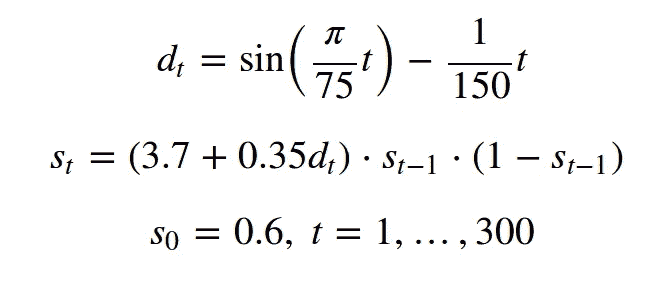 d_t = sin(π/75 t) − 1/150 t
s_t = (3.7 + 0.35d_t) · s_{t−1} · (1 − s_{t−1})
s_0 = 0.6, t = 1, … , 300